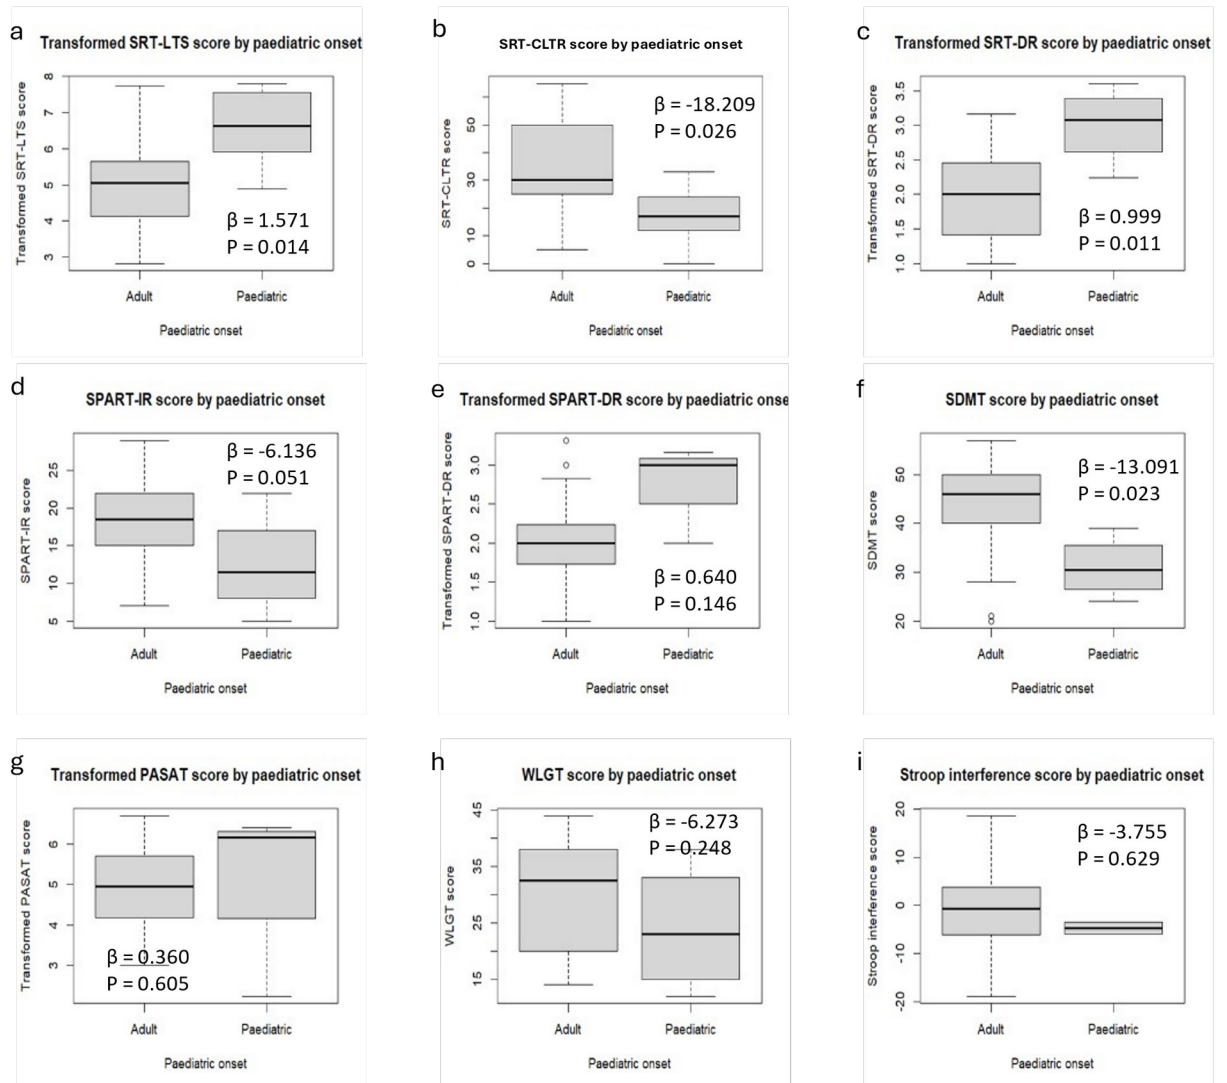 a
Transformed SRT-LTS score by paediatric onset
Transformed SRT-LTS score
8
7
6
5
4
3
β = 1.571
P = 0.014
Adult Paediatric
Paediatric onset
b
SRT-CLTR score by paediatric onset
SRT-CLTR score
50
30
10
0
β = -18.209
P = 0.026
Adult Paediatric
Paediatric onset
c
Transformed SRT-DR score by paediatric onset
Transformed SRT-DR score
3.5
3.0
2.5
2.0
1.5
1.0
β = 0.999
P = 0.011
Adult Paediatric
Paediatric onset
d
SPART-IR score by paediatric onset
SPART-IR score
25
20
15
10
5
β = -6.136
P = 0.051
Adult Paediatric
Paediatric onset
e
Transformed SPART-DR score by paediatric onse
Transformed SPART-DR score
3.0
2.5
2.0
1.5
1.0
β = 0.640
P = 0.146
Adult Paediatric
Paediatric onset
f
SDMT score by paediatric onset
SDMT score
50
40
30
20
β = -13.091
P = 0.023
Adult Paediatric
Paediatric onset
g
Transformed PASAT score by paediatric onset
Transformed PASAT score
6
5
4
3
β = 0.360
P = 0.605
Adult Paediatric
Paediatric onset
h
WLGT score by paediatric onset
WLGT score
45
35
25
15
β = -6.273
P = 0.248
Adult Paediatric
Paediatric onset
i
Stroop interference score by paediatric onset
Stroop interference score
20
10
0
-10
-20
β = -3.755
P = 0.629
Adult Paediatric
Paediatric onset